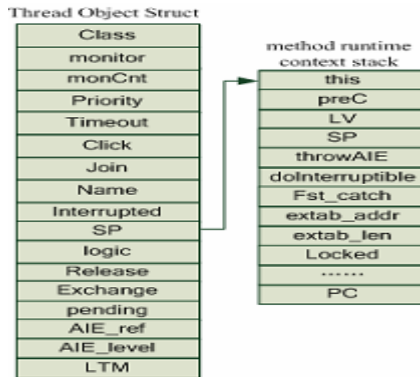 Thread Object Struct
Class
monitor
monCnt
Priority
Timeout
Click
Join
Name
Interrupted
SP
logic
Release
Exchange
pending
AIE_ref
AIE_level
LTM
method runtime
context stack
this
preC
LV
SP
throwAIE
doInterruptible
Fst_catch
extab_addr
extab_len
Locked
······
PC